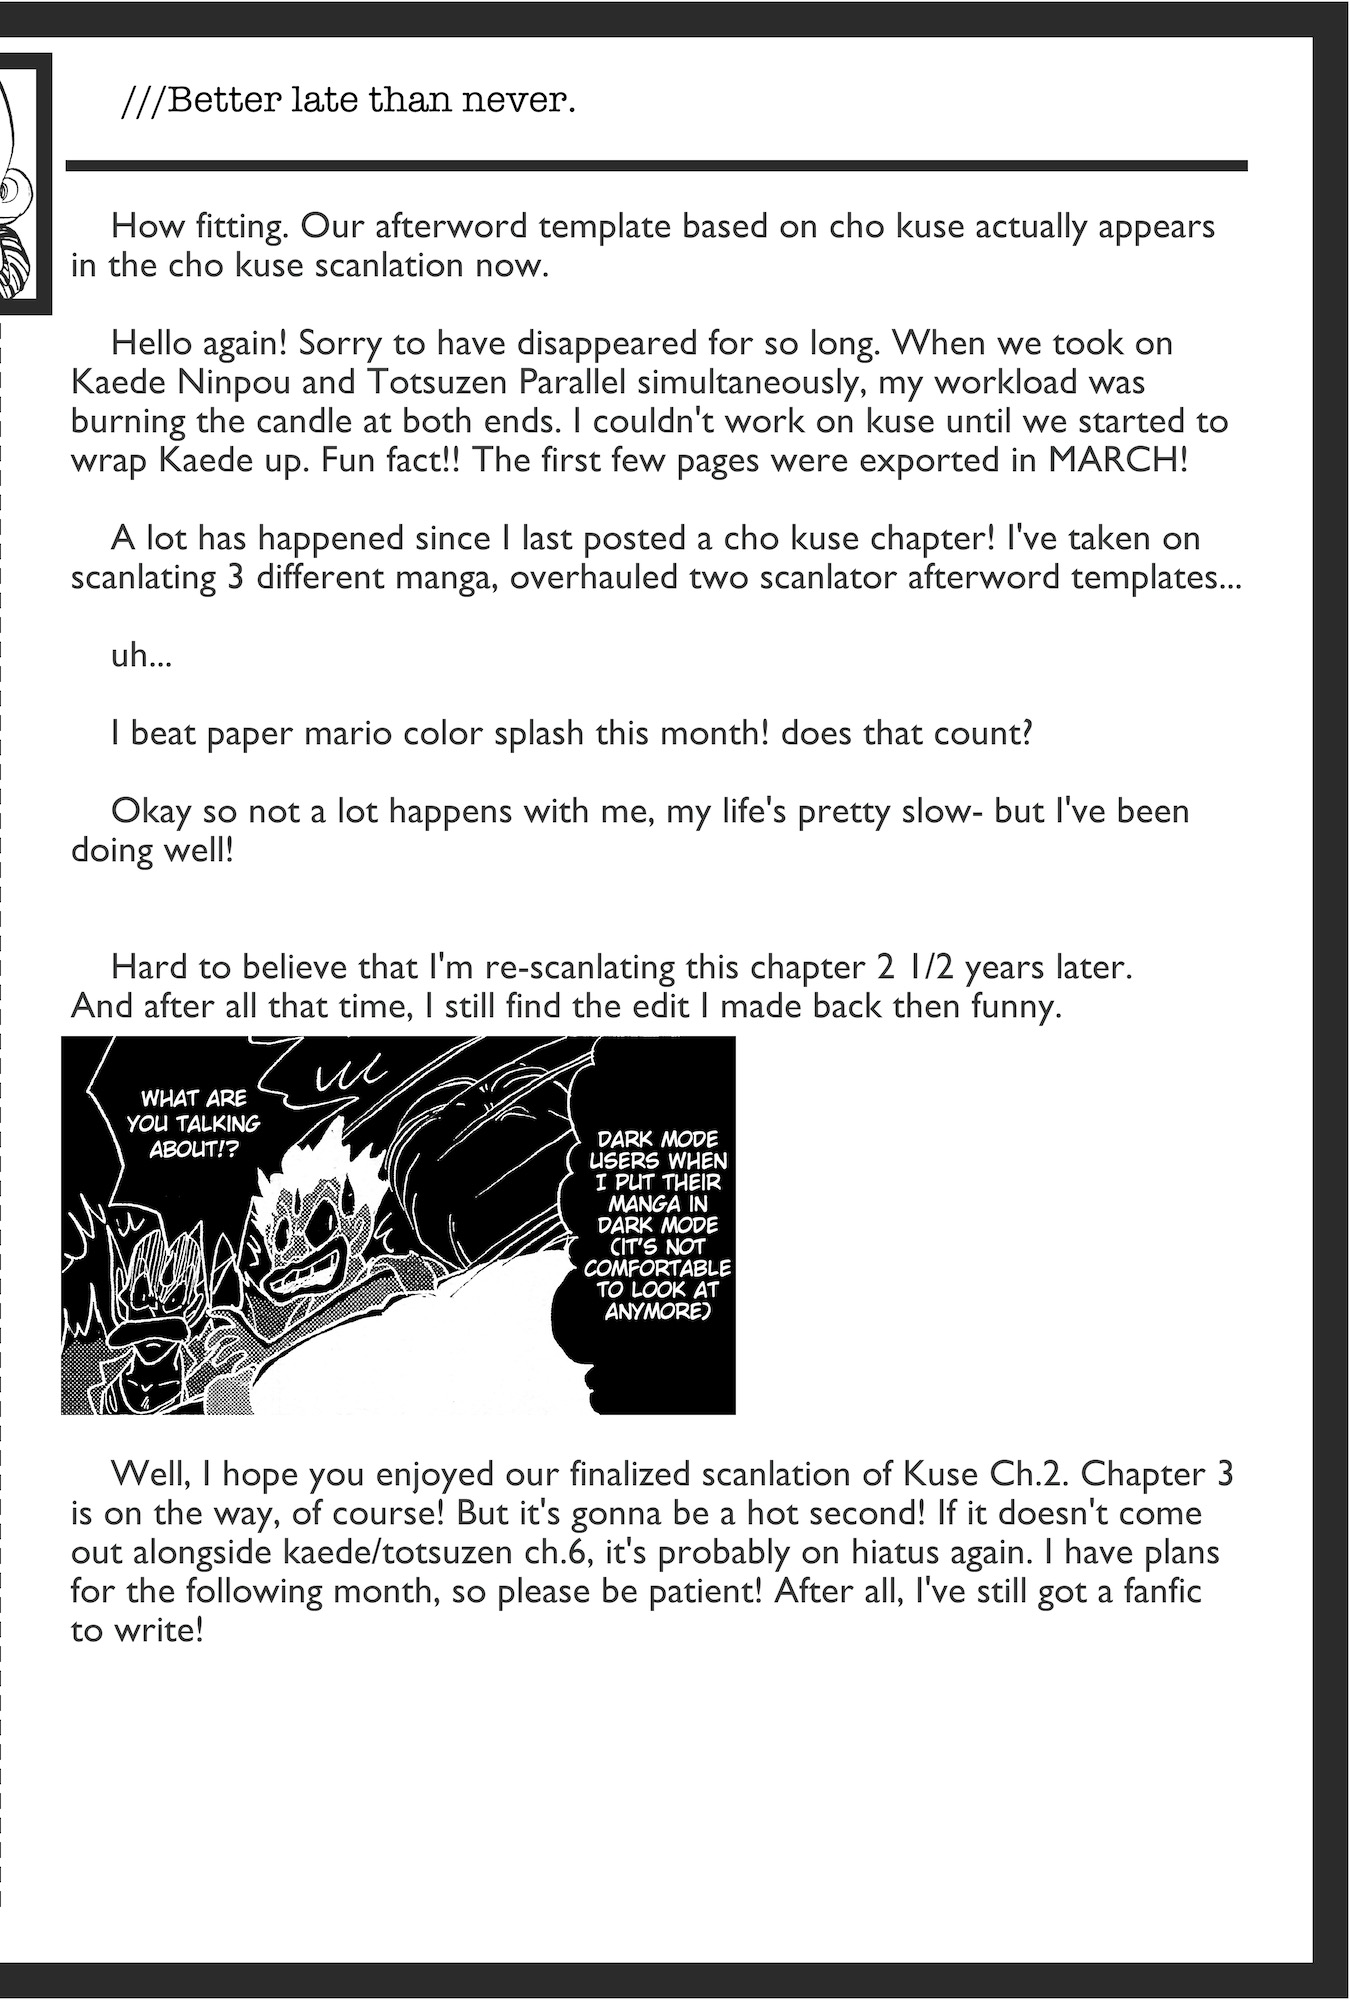 ///Better late than never.
How fitting. Our afterword template based on cho kuse actually appears
in the cho kuse scanlation now.
Hello again! Sorry to have disappeared for so long. When we took on
Kaede Ninpou and Totsuzen Parallel simultaneously, my workload was
burning the candle at both ends. I couldn't work on kuse until we started to
wrap Kaede up. Fun fact!! The first few pages were exported in MARCH!
A lot has happened since I last posted a cho kuse chapter! I've taken on
scanlating 3 different manga, overhauled two scanlator afterword templates...
uh...
I beat paper mario color splash this month! does that count?
Okay so not a lot happens with me, my life's pretty slow- but I've been
doing well!
Hard to believe that I'm re-scanlating this chapter 2 1/2 years later.
And after all that time, I still find the edit I made back then funny.
WHAT ARE
YOU TALKING
ABOUT!?
DARK MODE
USERS WHEN
I PUT THEIR
MANGA IN
DARK MODE
(IT'S NOT
COMFORTABLE
TO LOOK AT
ANYMORE)
Well, I hope you enjoyed our finalized scanlation of Kuse Ch.2. Chapter 3
is on the way, of course! But it's gonna be a hot second! If it doesn't come
out alongside kaede/totsuzen ch.6, it's probably on hiatus again. I have plans
for the following month, so please be patient! After all, I've still got a fanfic
to write!